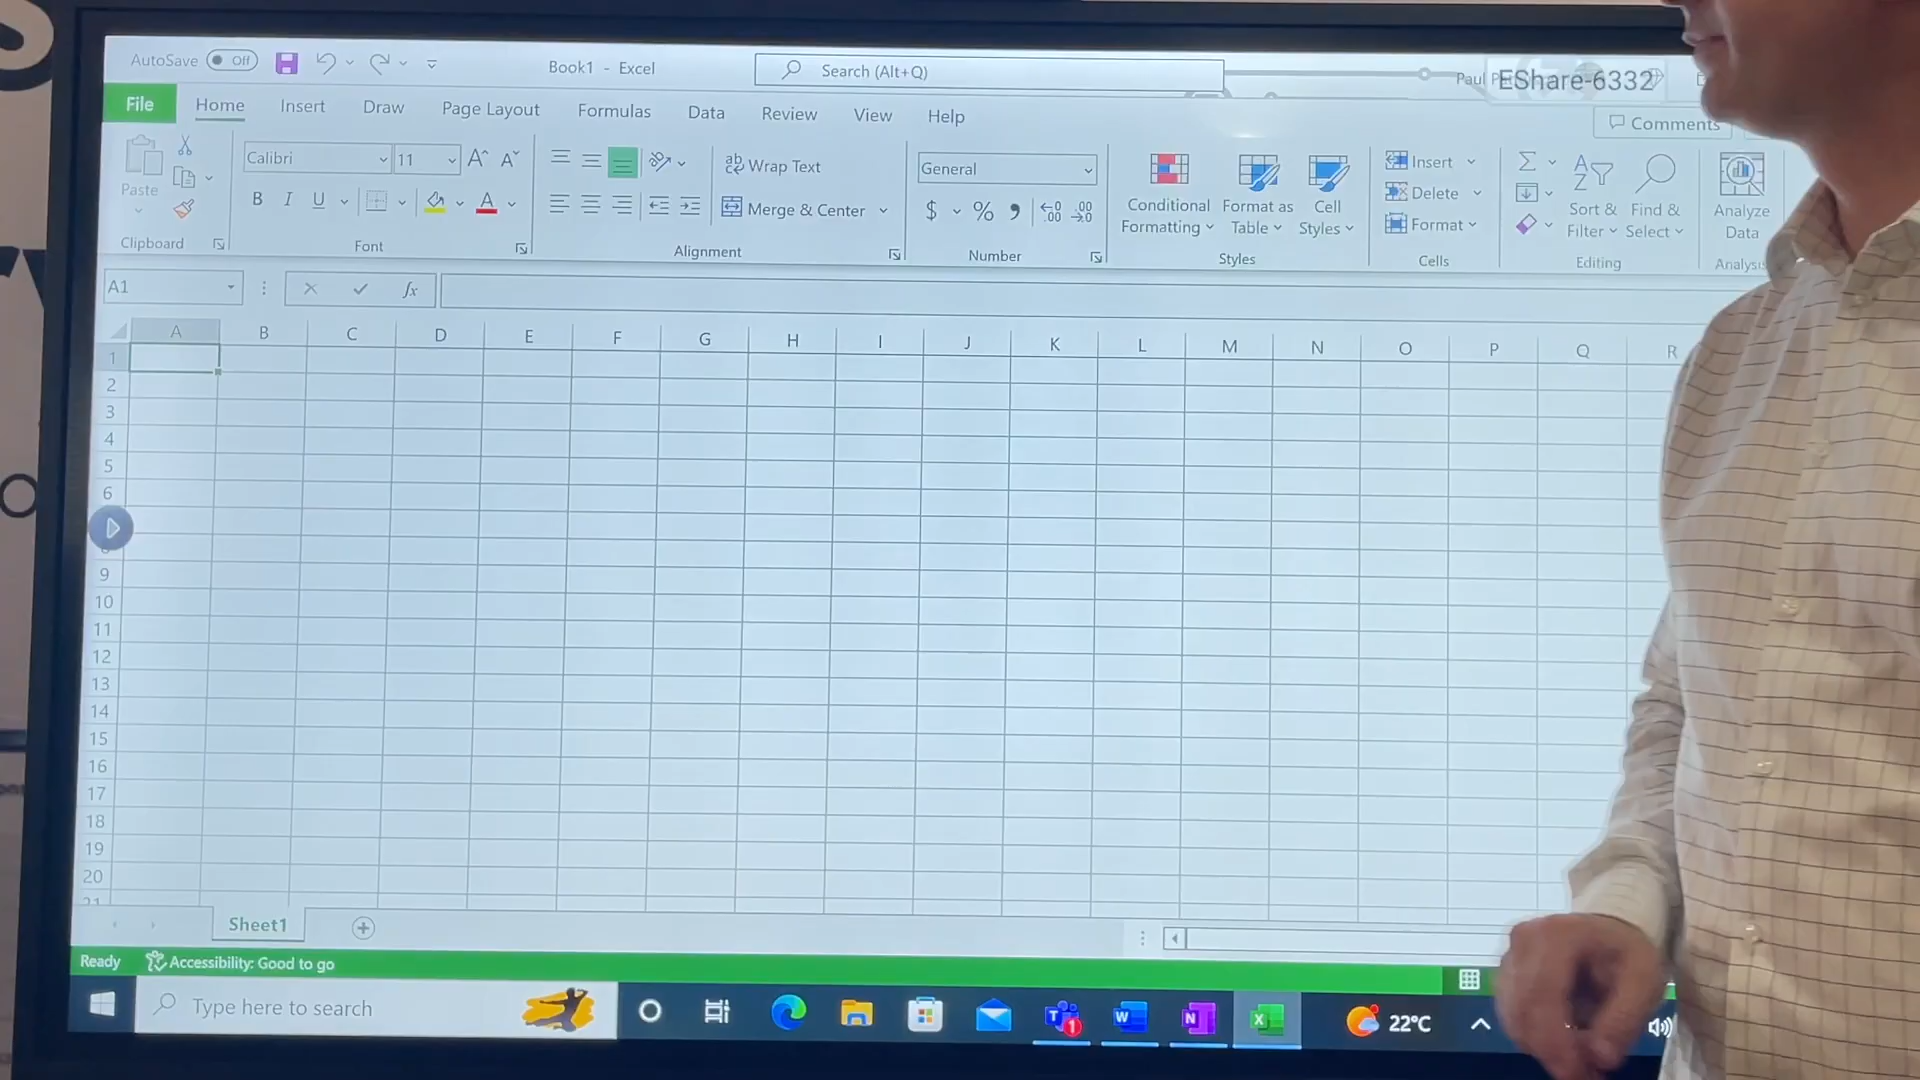 AutoSave Off Book1 - Excel Search (Alt+Q) Paul EShare-6332
File Home Insert Draw Page Layout Formulas Data Review View Help Comments
Paste
Clipboard
Calibri 11
B I U A
Font
ab Wrap Text
Merge & Center
Alignment
General
$ % 
Number
Conditional Formatting
Format as Table
Cell Styles
Styles
Insert
Delete
Format
Cells
Sort & Filter
Find & Select
Editing
Analyze Data
A1 fx
A B C D E F G H I J K L M N O P Q R
1
2
3
4
5
6
9
10
11
12
13
14
15
16
17
18
19
20
Sheet1
Ready Accessibility: Good to go
Type here to search 1 22°C